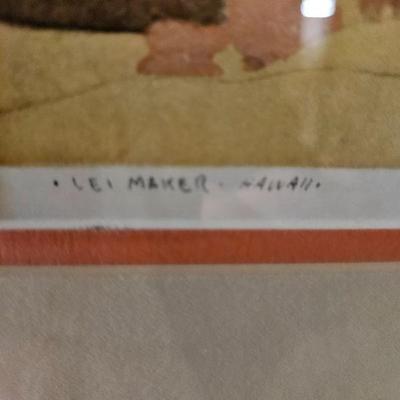 · LEI MAKER - HAWAII ·